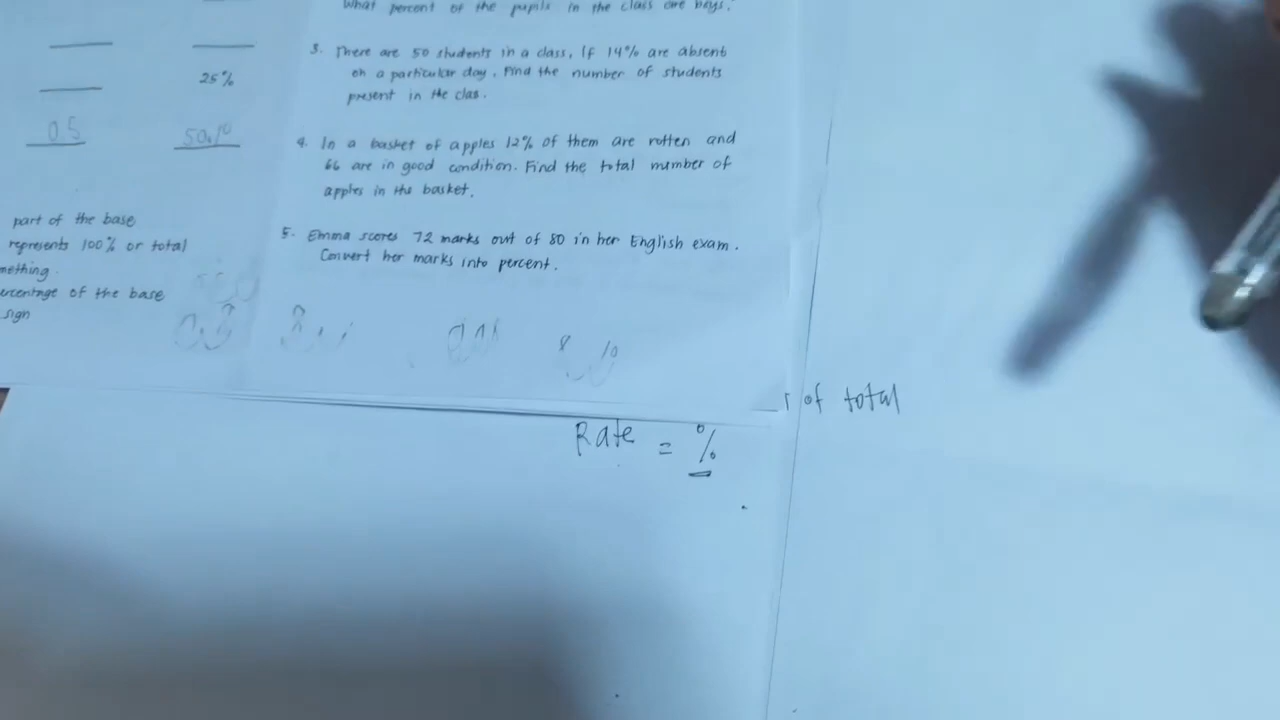 what percent of the pupils in the class are boys.
3. There are 50 students in a class, If 14% are absent
on a particular day, Find the number of students
present in the clas.
25%
0.5
50%
4. In a basket of apples 12% of them are rotten and
66 are in good condition. Find the total number of
apples in the basket.
part of the base
represents 100% or total
mething.
ercentage of the base
sign
5. Emma scores 72 marks out of 80 in her English exam.
Convert her marks into percent.
of total
Rate = %